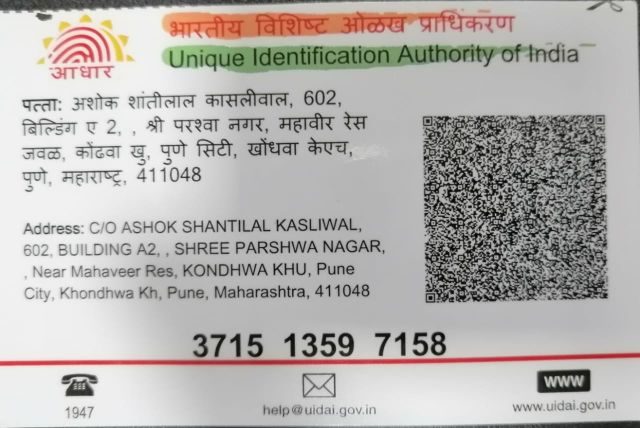 भारतीय विशिष्ट ओळख प्राधिकरण
Unique Identification Authority of India
आधार
पत्ता: अशोक शांतीलाल कासलीवाल, 602,
बिल्डिंग ए 2, , श्री परश्वा नगर, महावीर रेस
जवळ, कोंढवा खु, पुणे सिटी, खोंधवा केएच,
पुणे, महाराष्ट्र, 411048
Address: C/O ASHOK SHANTILAL KASLIWAL,
602, BUILDING A2, , SHREE PARSHWA NAGAR,
, Near Mahaveer Res, KONDHWA KHU, Pune
City, Khondhwa Kh, Pune, Maharashtra, 411048
3715 1359 7158
1947
help@uidai.gov.in
www
www.uidai.gov.in